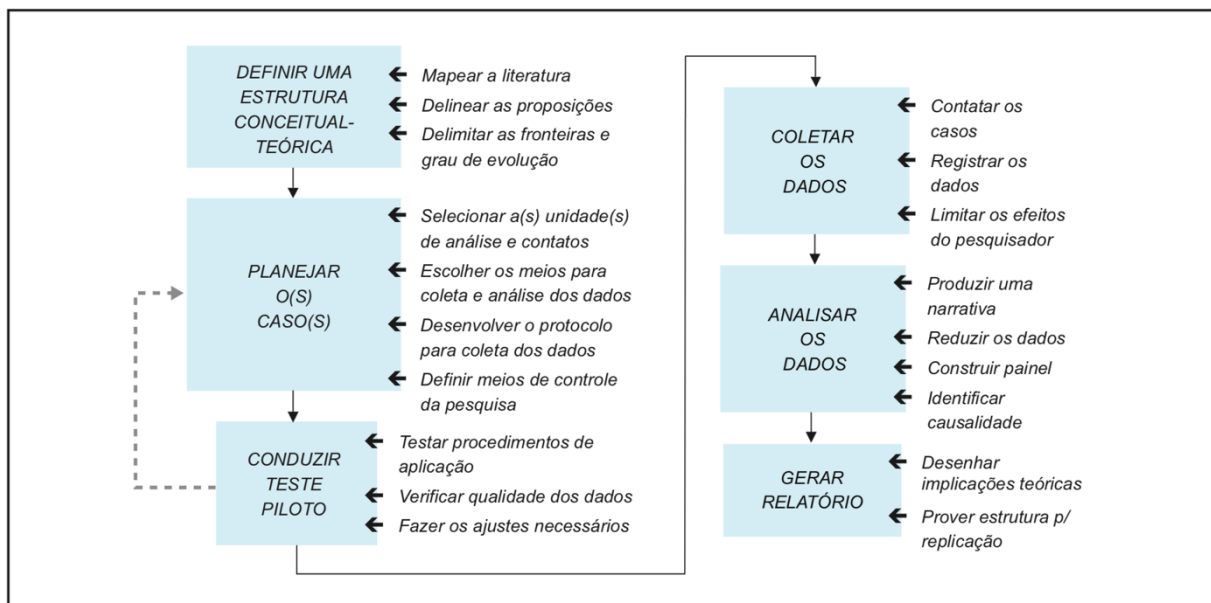 DEFINIR UMA
ESTRUTURA
CONCEITUAL-
TEÓRICA
Mapear a literatura
Delinear as proposições
Delimitar as fronteiras e
grau de evolução
PLANEJAR
O(S)
CASO(S)
Selecionar a(s) unidade(s)
de análise e contatos
Escolher os meios para
coleta e análise dos dados
Desenvolver o protocolo
para coleta dos dados
Definir meios de controle
da pesquisa
CONDUZIR
TESTE
PILOTO
Testar procedimentos de
aplicação
Verificar qualidade dos dados
Fazer os ajustes necessários
COLETAR
OS
DADOS
Contatar os
casos
Registrar os
dados
Limitar os efeitos
do pesquisador
ANALISAR
OS
DADOS
Produzir uma
narrativa
Reduzir os dados
Construir painel
Identificar
causalidade
GERAR
RELATÓRIO
Desenhar
implicações teóricas
Prover estrutura p/
replicação